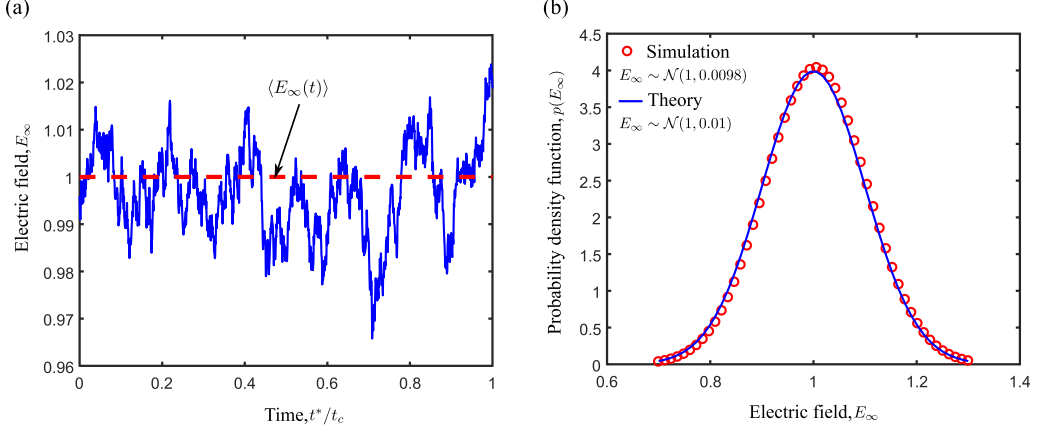 (a)
1.03
1.02
1.01
1
0.99
0.98
0.97
0.96
Electric field, E∞
⟨E∞(t)⟩
0
0.2
0.4
0.6
0.8
1
Time, t*/t_c
(b)
4.5
4
3.5
3
2.5
2
1.5
1
0.5
0
Probability density function, p(E∞)
Simulation
E∞ ∼ 𝒩(1, 0.0098)
Theory
E∞ ∼ 𝒩(1, 0.01)
0.6
0.8
1
1.2
1.4
Electric field, E∞